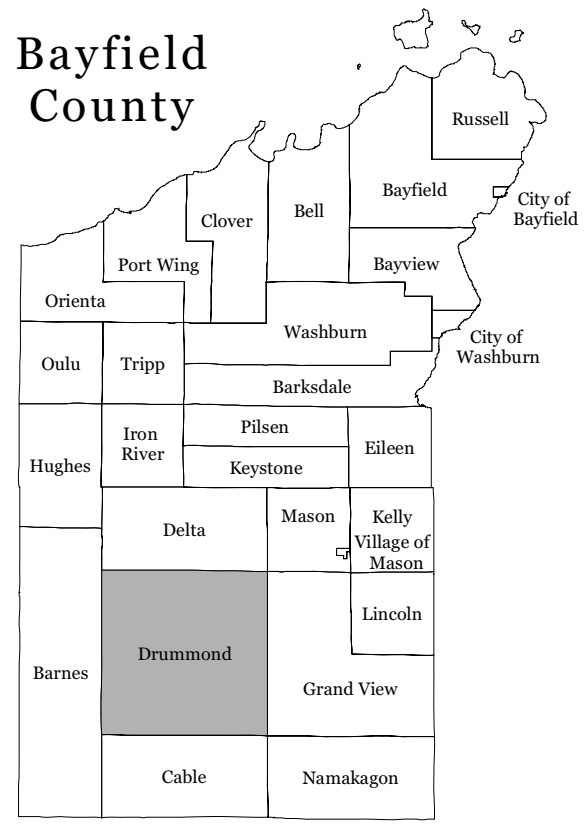 Bayfield
County
Russell
Bayfield
City of
Bayfield
Clover
Bell
Port Wing
Bayview
Orienta
Washburn
City of
Washburn
Oulu
Tripp
Barksdale
Iron
River
Pilsen
Eileen
Hughes
Keystone
Delta
Mason
Kelly
Village of
Mason
Lincoln
Drummond
Barnes
Grand View
Cable
Namakagon